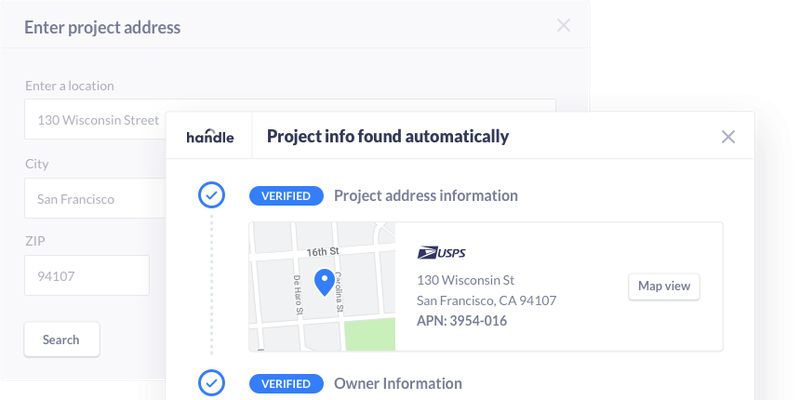 Enter project address
Enter a location
130 Wisconsin Street
City
San Francisco
ZIP
94107
Search
handle
Project info found automatically
VERIFIED Project address information
16th St
De Haro St
Carolina St
USPS
130 Wisconsin St
San Francisco, CA 94107
APN: 3954-016
Map view
VERIFIED Owner Information